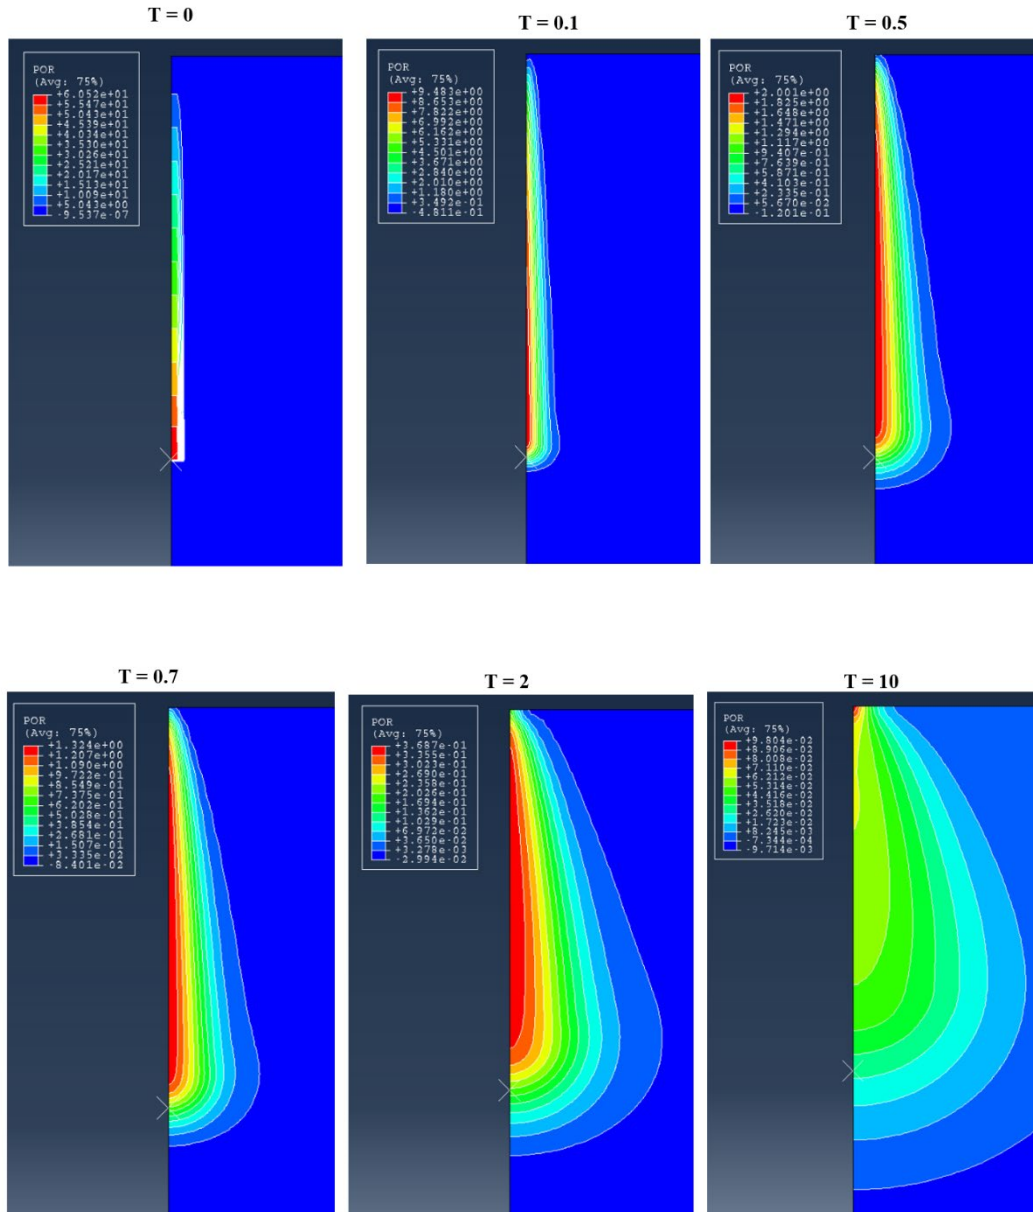 T = 0
POR
(Avg: 75%)
+6.052e+01
+5.547e+01
+5.043e+01
+4.539e+01
+4.034e+01
+3.530e+01
+3.026e+01
+2.521e+01
+2.017e+01
+1.513e+01
+1.009e+01
+5.043e+00
-9.537e-07
T = 0.1
POR
(Avg: 75%)
+9.483e+00
+8.653e+00
+7.822e+00
+6.992e+00
+6.162e+00
+5.331e+00
+4.501e+00
+3.671e+00
+2.840e+00
+2.010e+00
+1.180e+00
+3.492e-01
-4.811e-01
T = 0.5
POR
(Avg: 75%)
+2.001e+00
+1.825e+00
+1.648e+00
+1.471e+00
+1.294e+00
+1.117e+00
+9.407e-01
+7.639e-01
+5.871e-01
+4.103e-01
+2.335e-01
+5.670e-02
-1.201e-01
T = 0.7
POR
(Avg: 75%)
+1.324e+00
+1.207e+00
+1.090e+00
+9.722e-01
+8.549e-01
+7.375e-01
+6.202e-01
+5.028e-01
+3.854e-01
+2.681e-01
+1.507e-01
+3.335e-02
-8.401e-02
T = 2
POR
(Avg: 75%)
+3.687e-01
+3.355e-01
+3.023e-01
+2.690e-01
+2.358e-01
+2.026e-01
+1.694e-01
+1.362e-01
+1.029e-01
+6.972e-02
+3.650e-02
+3.278e-03
-2.994e-02
T = 10
POR
(Avg: 75%)
+9.804e-02
+8.906e-02
+8.008e-02
+7.110e-02
+6.212e-02
+5.314e-02
+4.416e-02
+3.518e-02
+2.620e-02
+1.723e-02
+8.245e-03
-7.344e-04
-9.714e-03